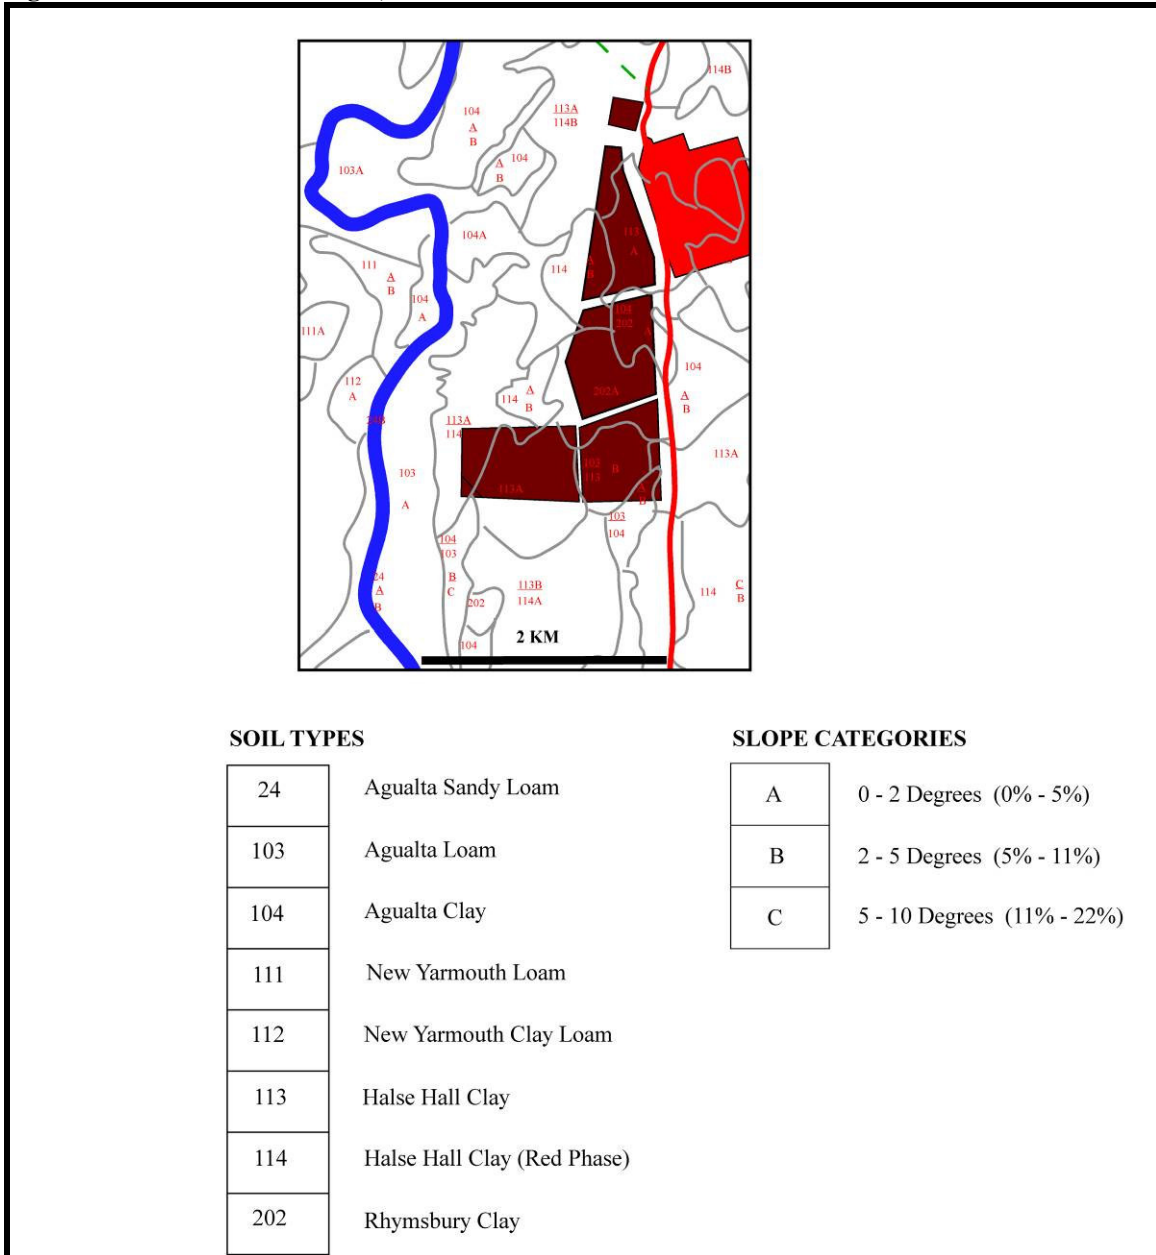 114B
104
A
B
113A
114B
A
B
104
103A
113
A
104A
111
A
B
114
A
B
104
A
104
202
A
111A
104
A
B
112
A
114
A
B
202A
113A
114
113A
103
A
113A
B
113
A
B
103
104
104
103
B
C
113B
114A
24
A
B
202
114
C
B
104
2 KM
SOIL TYPES
24 Agualta Sandy Loam
103 Agualta Loam
104 Agualta Clay
111 New Yarmouth Loam
112 New Yarmouth Clay Loam
113 Halse Hall Clay
114 Halse Hall Clay (Red Phase)
202 Rhymsbury Clay
SLOPE CATEGORIES
A 0 - 2 Degrees (0% - 5%)
B 2 - 5 Degrees (5% - 11%)
C 5 - 10 Degrees (11% - 22%)